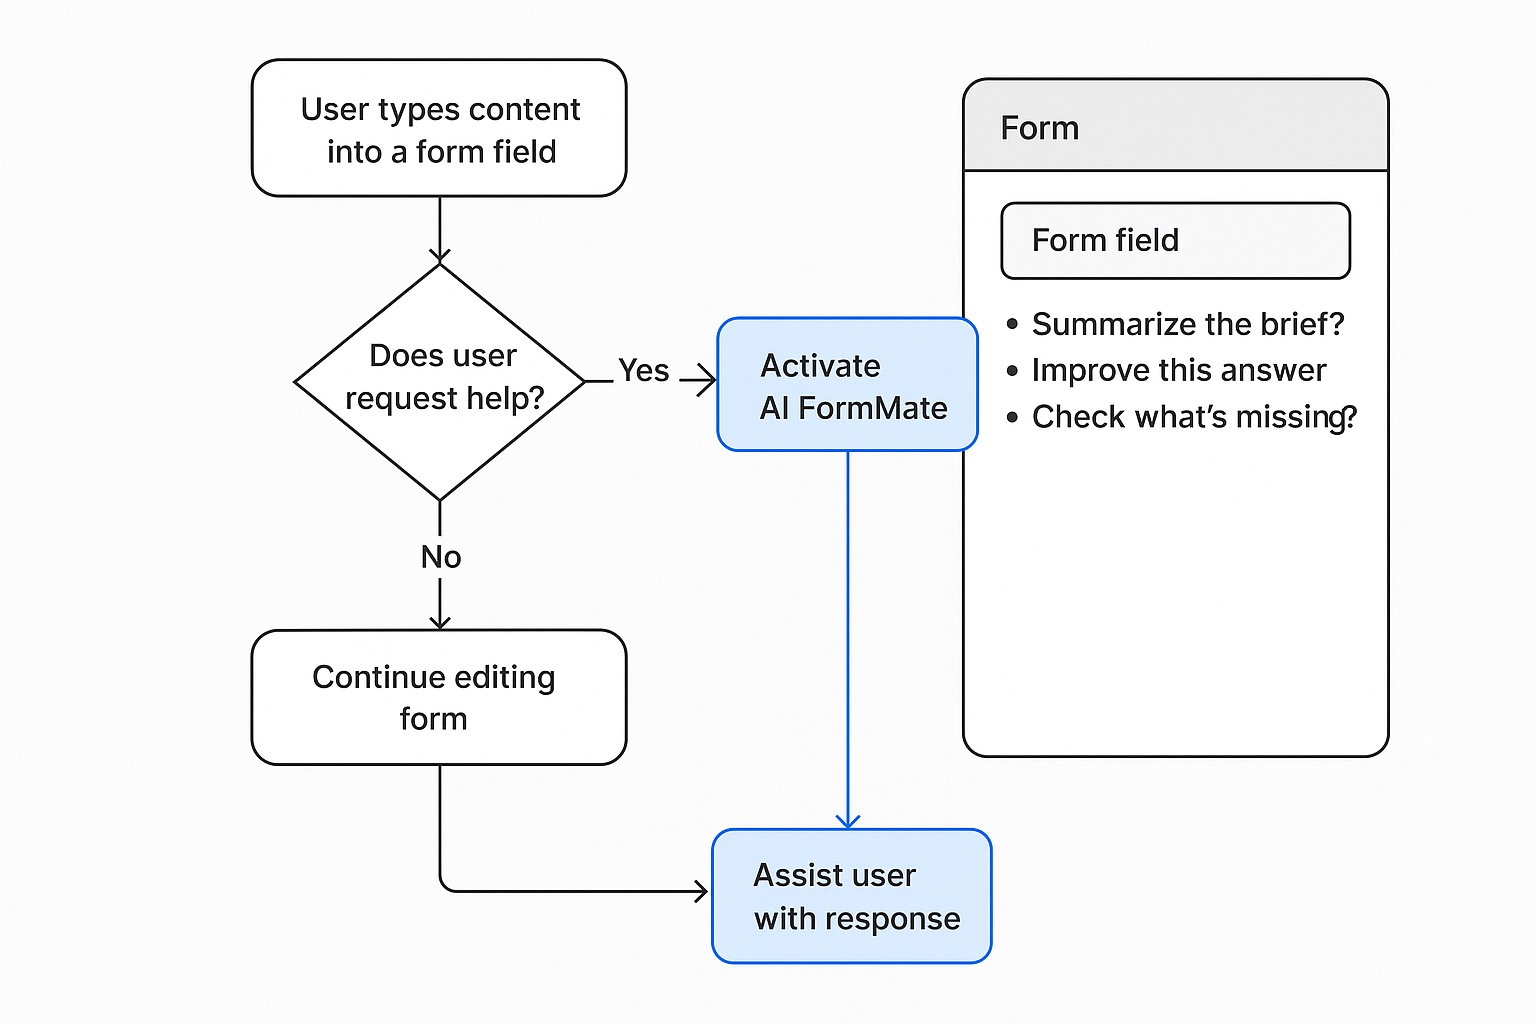 User types content
into a form field
Does user
request help?
Yes
No
Continue editing
form
Activate
AI FormMate
Assist user
with response
Form
Form field
• Summarize the brief?
• Improve this answer
• Check what’s missing?